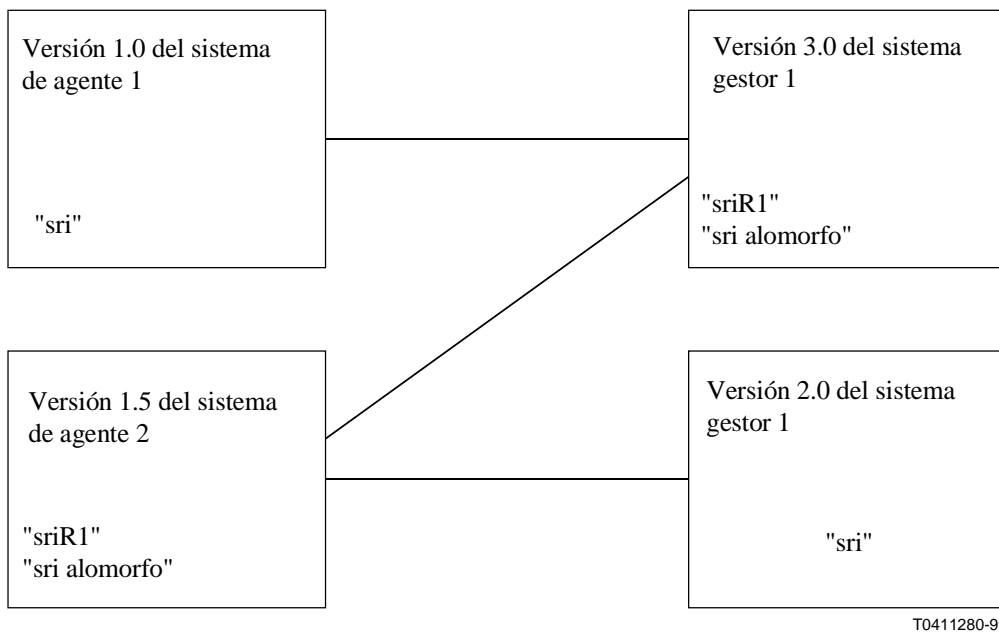 Versión 1.0 del sistema
de agente 1
"sri"
Versión 3.0 del sistema
gestor 1
"sriR1"
"sri alomorfo"
Versión 1.5 del sistema
de agente 2
"sriR1"
"sri alomorfo"
Versión 2.0 del sistema
gestor 1
"sri"
T0411280-9